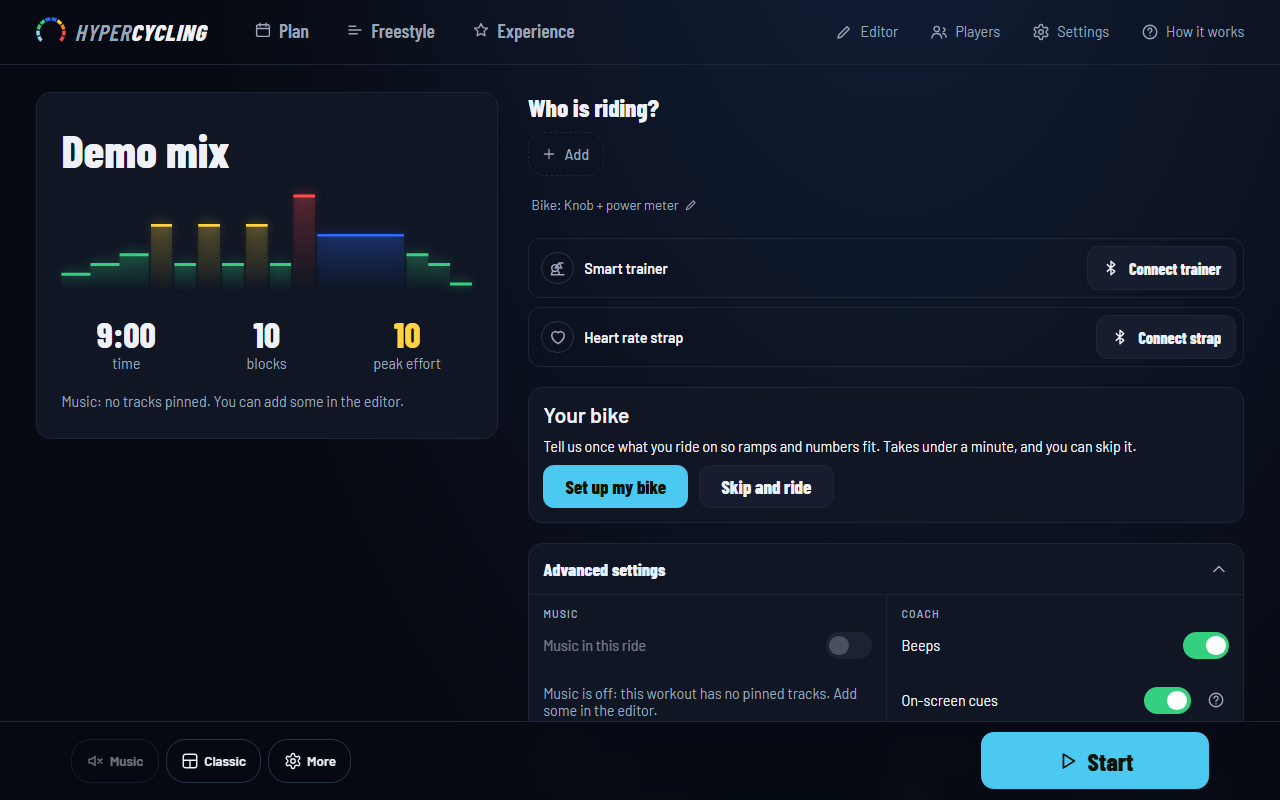 HYPERCYCLING
Plan
Freestyle
Experience
Editor
Players
Settings
How it works
Demo mix
9:00
time
10
blocks
10
peak effort
Music: no tracks pinned. You can add some in the editor.
Who is riding?
Add
Bike: Knob + power meter
Smart trainer
Connect trainer
Heart rate strap
Connect strap
Your bike
Tell us once what you ride on so ramps and numbers fit. Takes under a minute, and you can skip it.
Set up my bike
Skip and ride
Advanced settings
MUSIC
Music in this ride
Music is off: this workout has no pinned tracks. Add
some in the editor.
COACH
Beeps
On-screen cues
Music
Classic
More
Start